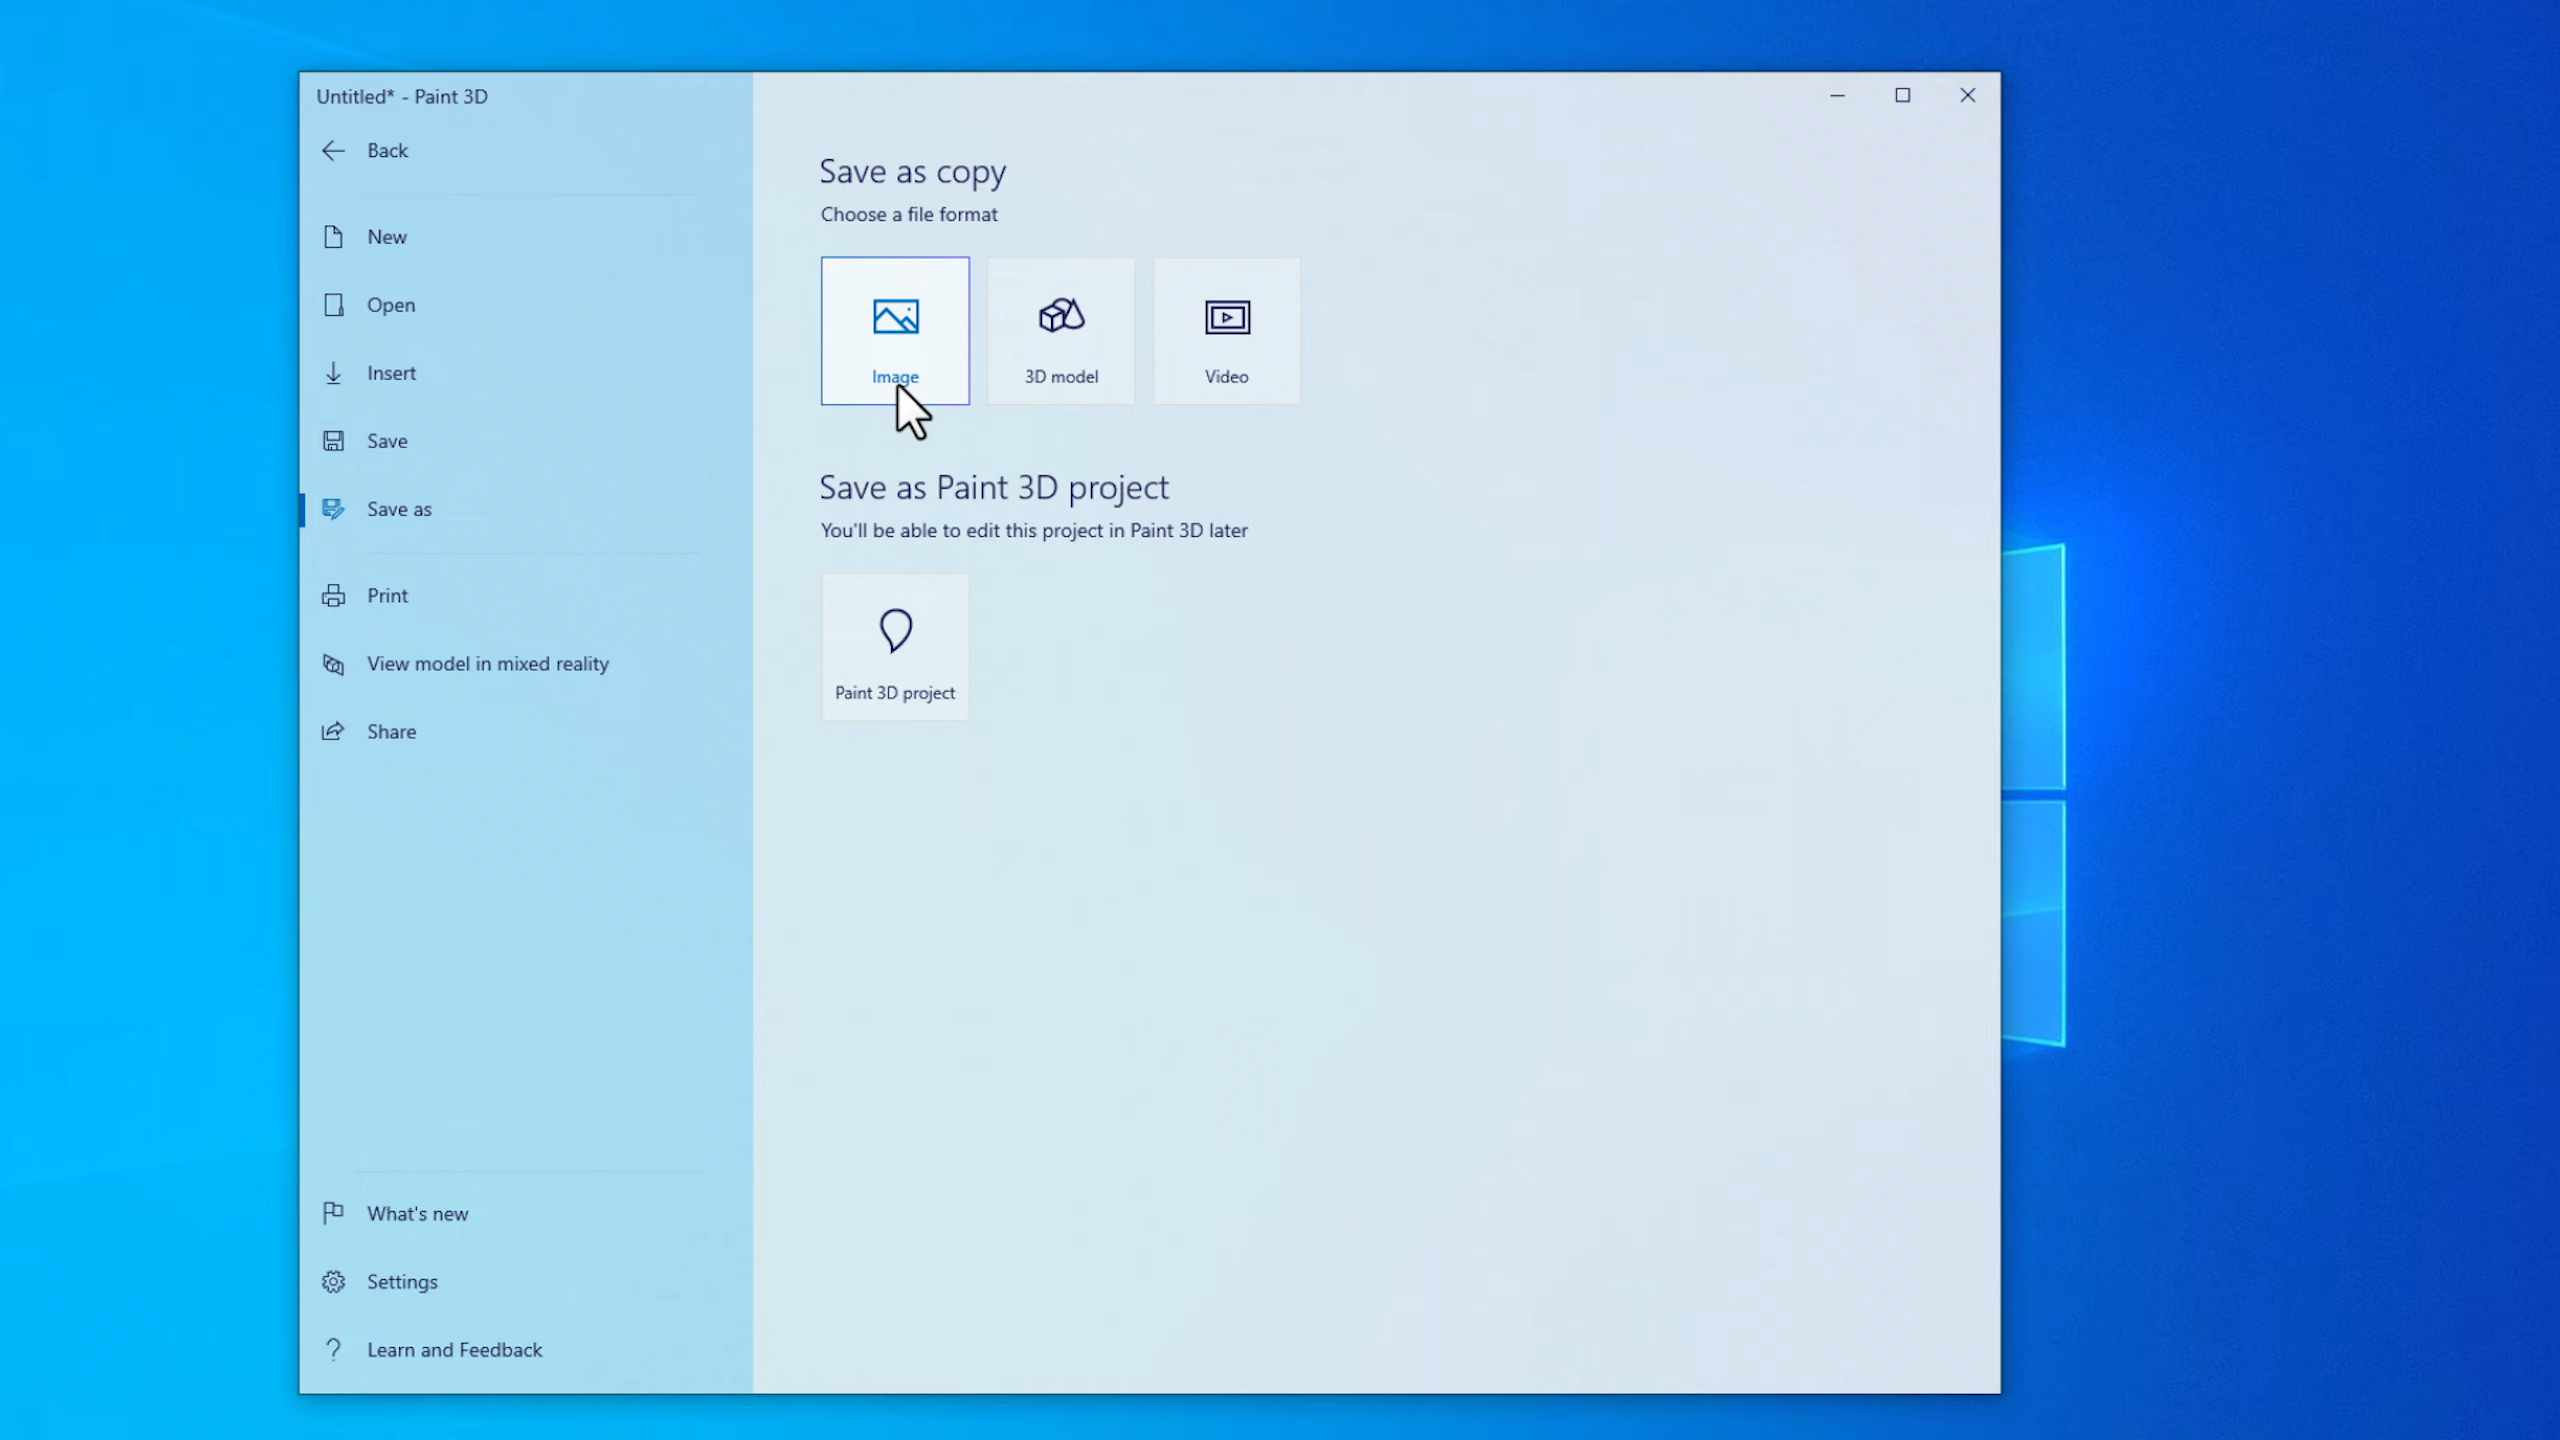 Untitled* - Paint 3D
Back
New
Open
Insert
Save
Save as
Print
View model in mixed reality
Share
What's new
Settings
Learn and Feedback
Save as copy
Choose a file format
Image
3D model
Video
Save as Paint 3D project
You'll be able to edit this project in Paint 3D later
Paint 3D project